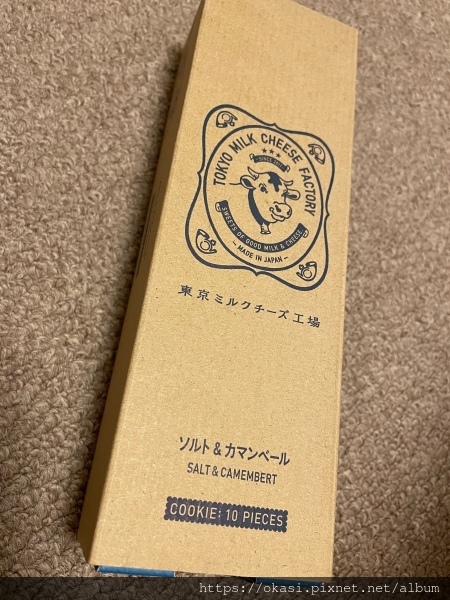 TOKYO MILK CHEESE FACTORY
SWEETS OF GOOD MILK & CHEESE
- MADE IN JAPAN -
東京ミルクチーズ工場
ソルト&カマンベール
SALT & CAMEMBERT
COOKIE: 10 PIECES
https://okasi.pixnet.net/album